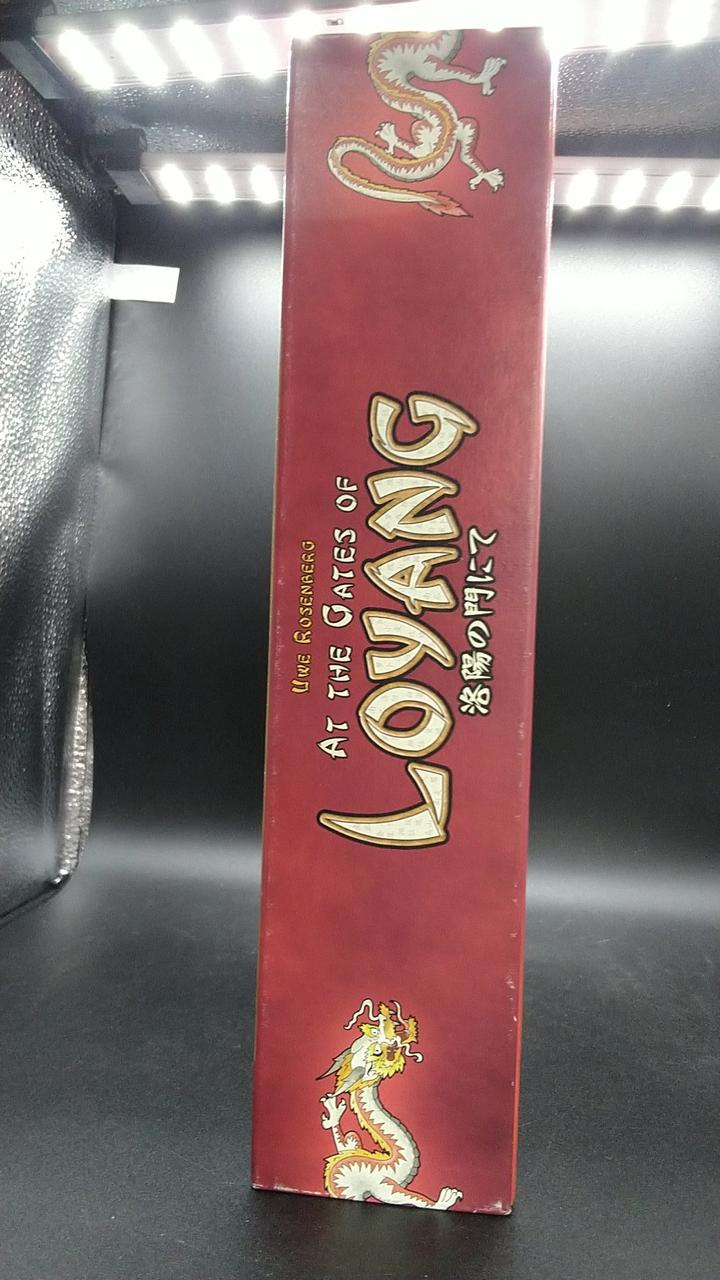 UWE ROSENBERG
AT THE GATES OF
LOYANG
洛陽の門にて